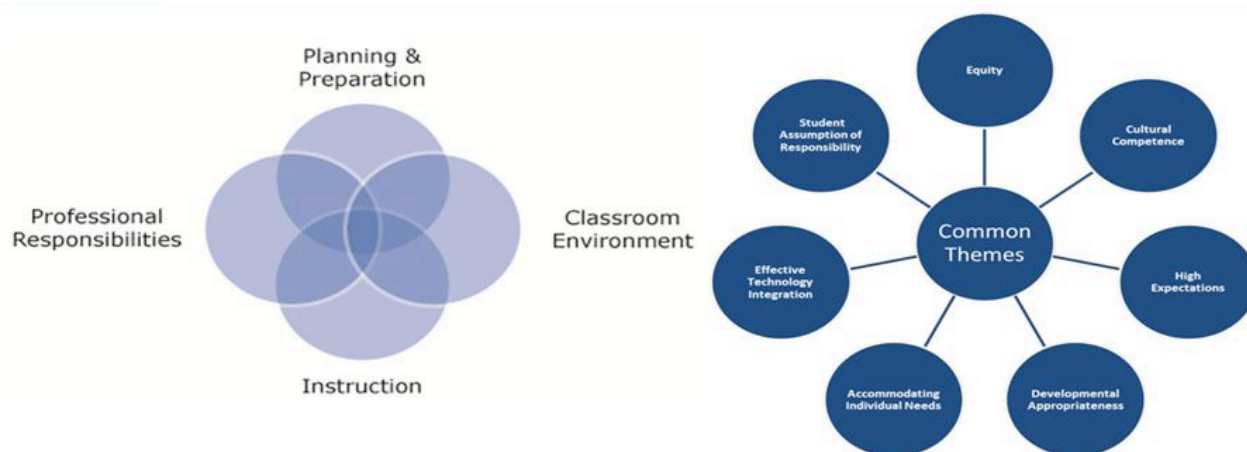 Planning &
Preparation
Professional
Responsibilities
Classroom
Environment
Instruction
Equity
Student
Assumption of
Responsibility
Cultural
Competence
Common
Themes
Effective
Technology
Integration
High
Expectations
Accommodating
Individual Needs
Developmental
Appropriateness